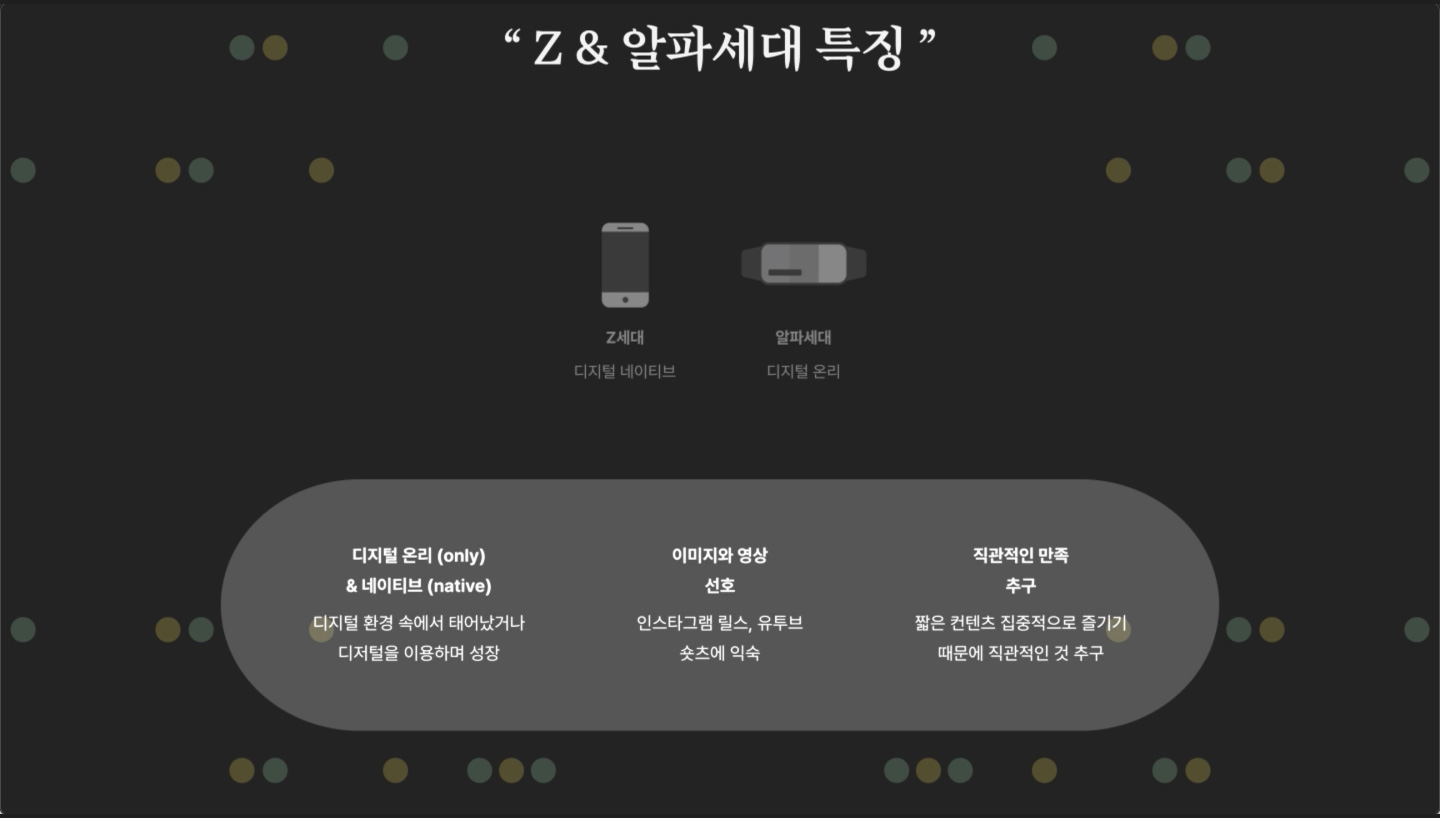 “ Z & 알파세대 특징 ”
Z세대
디지털 네이티브
알파세대
디지털 온리
디지털 온리 (only)
& 네이티브 (native)
디지털 환경 속에서 태어났거나
디저털을 이용하며 성장
이미지와 영상
선호
인스타그램 릴스, 유투브
숏츠에 익숙
직관적인 만족
추구
짧은 컨텐츠 집중적으로 즐기기
때문에 직관적인 것 추구